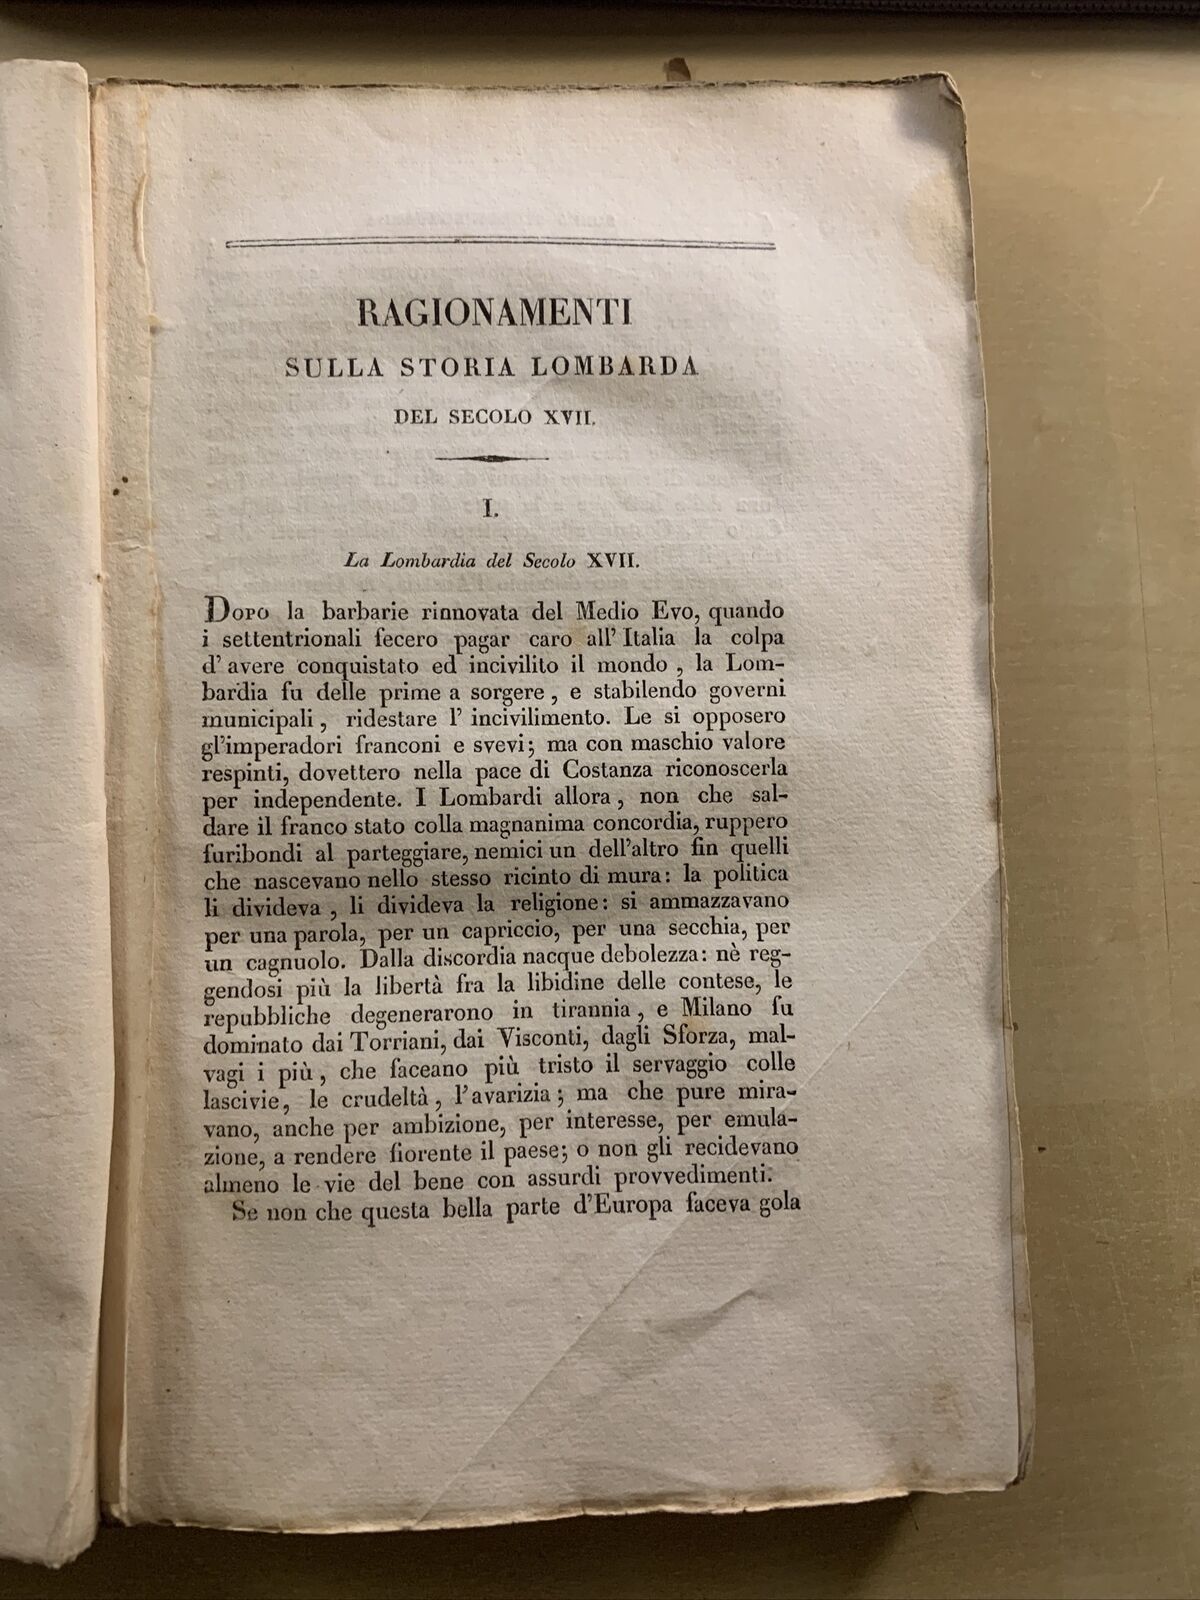 RAGIONAMENTI
SULLA STORIA LOMBARDA
DEL SECOLO XVII.
I.
La Lombardia del Secolo XVII.
Dopo la barbarie rinnovata del Medio Evo, quando
i settentrionali fecero pagar caro all' Italia la colpa
d' avere conquistato ed incivilito il mondo , la Lom-
bardia fu delle prime a sorgere , e stabilendo governi
municipali , ridestare l' incivilimento. Le si opposero
gl'imperadori franconi e svevi; ma con maschio valore
respinti, dovettero nella pace di Costanza riconoscerla
per independente. I Lombardi allora , non che sal-
dare il franco stato colla magnanima concordia, ruppero
furibondi al parteggiare, nemici un dell'altro fin quelli
che nascevano nello stesso ricinto di mura: la politica
li divideva , li divideva la religione: si ammazzavano
per una parola, per un capriccio, per una secchia, per
un cagnuolo. Dalla discordia nacque debolezza: nè reg-
gendosi più la libertà fra la libidine delle contese, le
repubbliche degenerarono in tirannia , e Milano fu
dominato dai Torriani, dai Visconti, dagli Sforza, mal-
vagi i più , che faceano più tristo il servaggio colle
lascivie, le crudeltà , l'avarizia ; ma che pure mira-
vano, anche per ambizione, per interesse, per emula-
zione, a rendere fiorente il paese; o non gli recidevano
almeno le vie del bene con assurdi provvedimenti.
Se non che questa bella parte d'Europa faceva gola